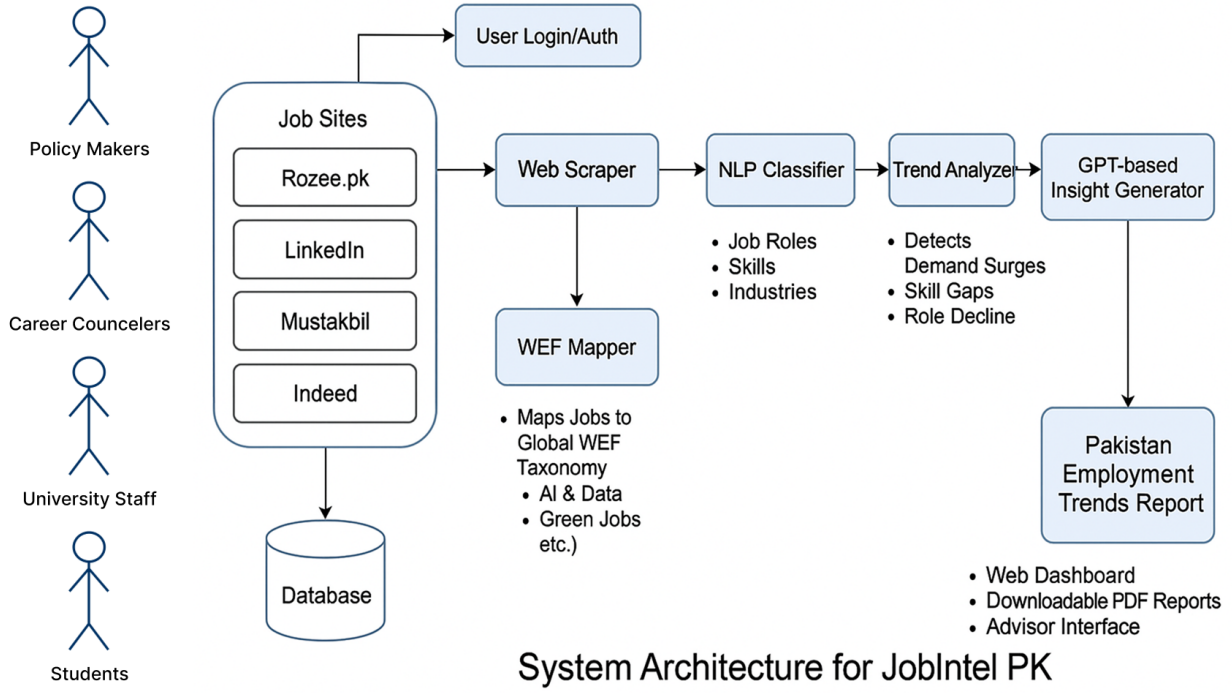 Policy Makers
Career Councelers
University Staff
Students
User Login/Auth
Job Sites
Rozee.pk
LinkedIn
Mustakbil
Indeed
Database
Web Scraper
WEF Mapper
• Maps Jobs to
Global WEF
Taxonomy
• AI & Data
• Green Jobs
etc.)
NLP Classifier
• Job Roles
• Skills
• Industries
Trend Analyzer
• Detects
Demand Surges
• Skill Gaps
• Role Decline
GPT-based
Insight Generator
Pakistan
Employment
Trends Report
• Web Dashboard
• Downloadable PDF Reports
• Advisor Interface
System Architecture for JobIntel PK